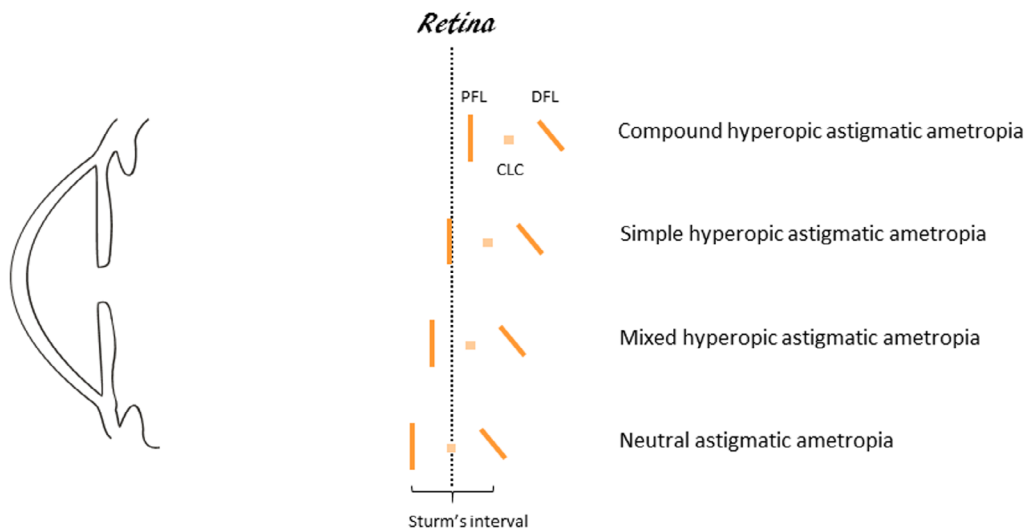 Retina
PFL
DFL
Compound hyperopic astigmatic ametropia
CLC
Simple hyperopic astigmatic ametropia
Mixed hyperopic astigmatic ametropia
Neutral astigmatic ametropia
Sturm's interval